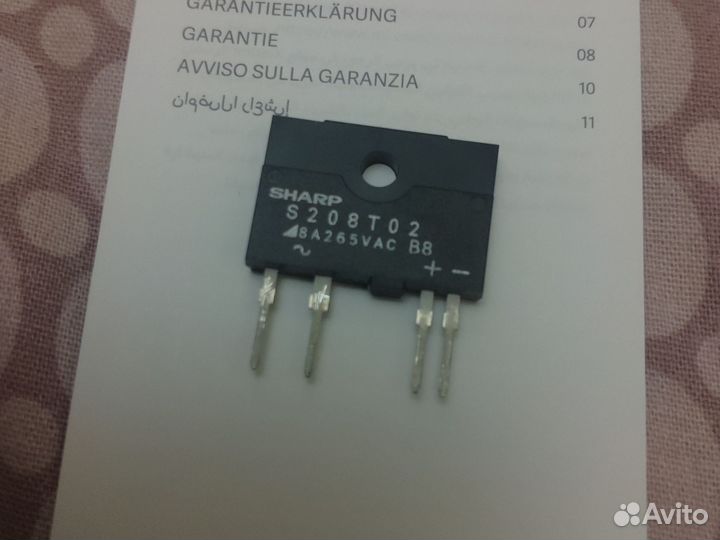 GARANTIEERKLÄRUNG 07
GARANTIE 08
AVVISO SULLA GARANZIA 10
11
SHARP
S208T02
8A265VAC B8
~ + −
Avito